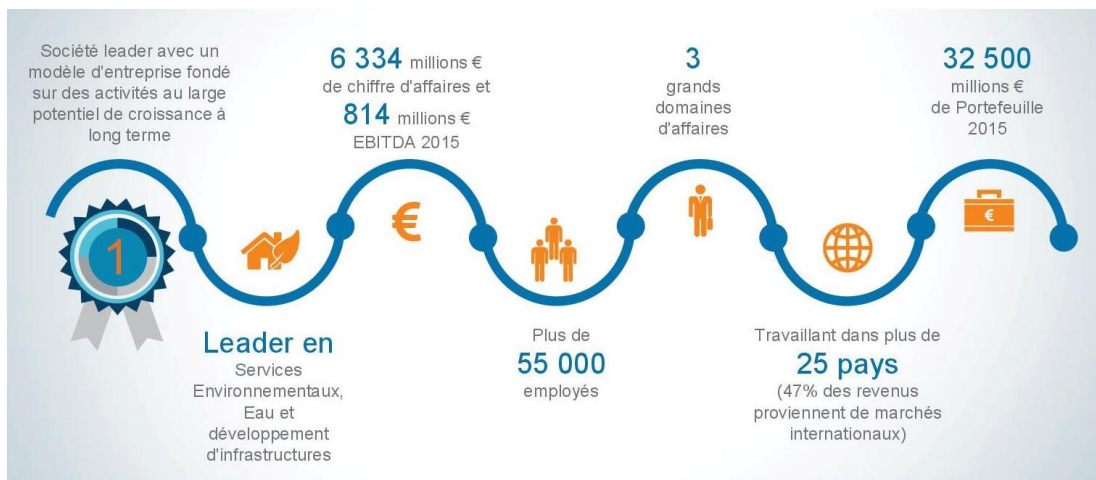 Société leader avec un
modèle d'entreprise fondé
sur des activités au large
potentiel de croissance à
long terme
1
Leader en
Services
Environnementaux,
Eau et
développement
d'infrastructures
6 334 millions €
de chiffre d'affaires et
814 millions €
EBITDA 2015
€
Plus de
55 000
employés
3
grands
domaines
d'affaires
Travaillant dans plus de
25 pays
(47% des revenus
proviennent de marchés
internationaux)
32 500
millions €
de Portefeuille
2015
€